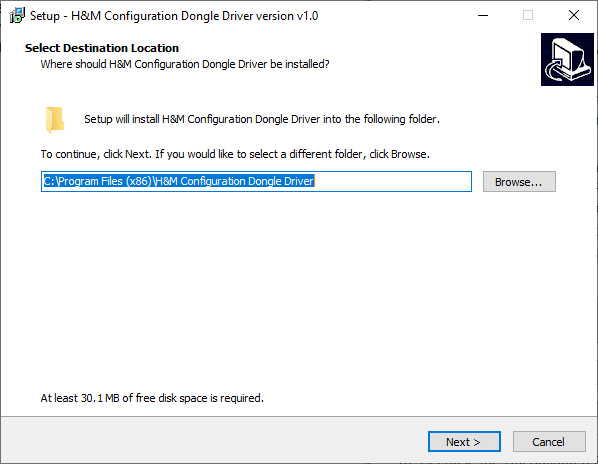 Setup - H&M Configuration Dongle Driver version v1.0
Select Destination Location
Where should H&M Configuration Dongle Driver be installed?
Setup will install H&M Configuration Dongle Driver into the following folder.
To continue, click Next. If you would like to select a different folder, click Browse.
C:\Program Files (x86)\H&M Configuration Dongle Driver
Browse...
At least 30.1 MB of free disk space is required.
Next >
Cancel